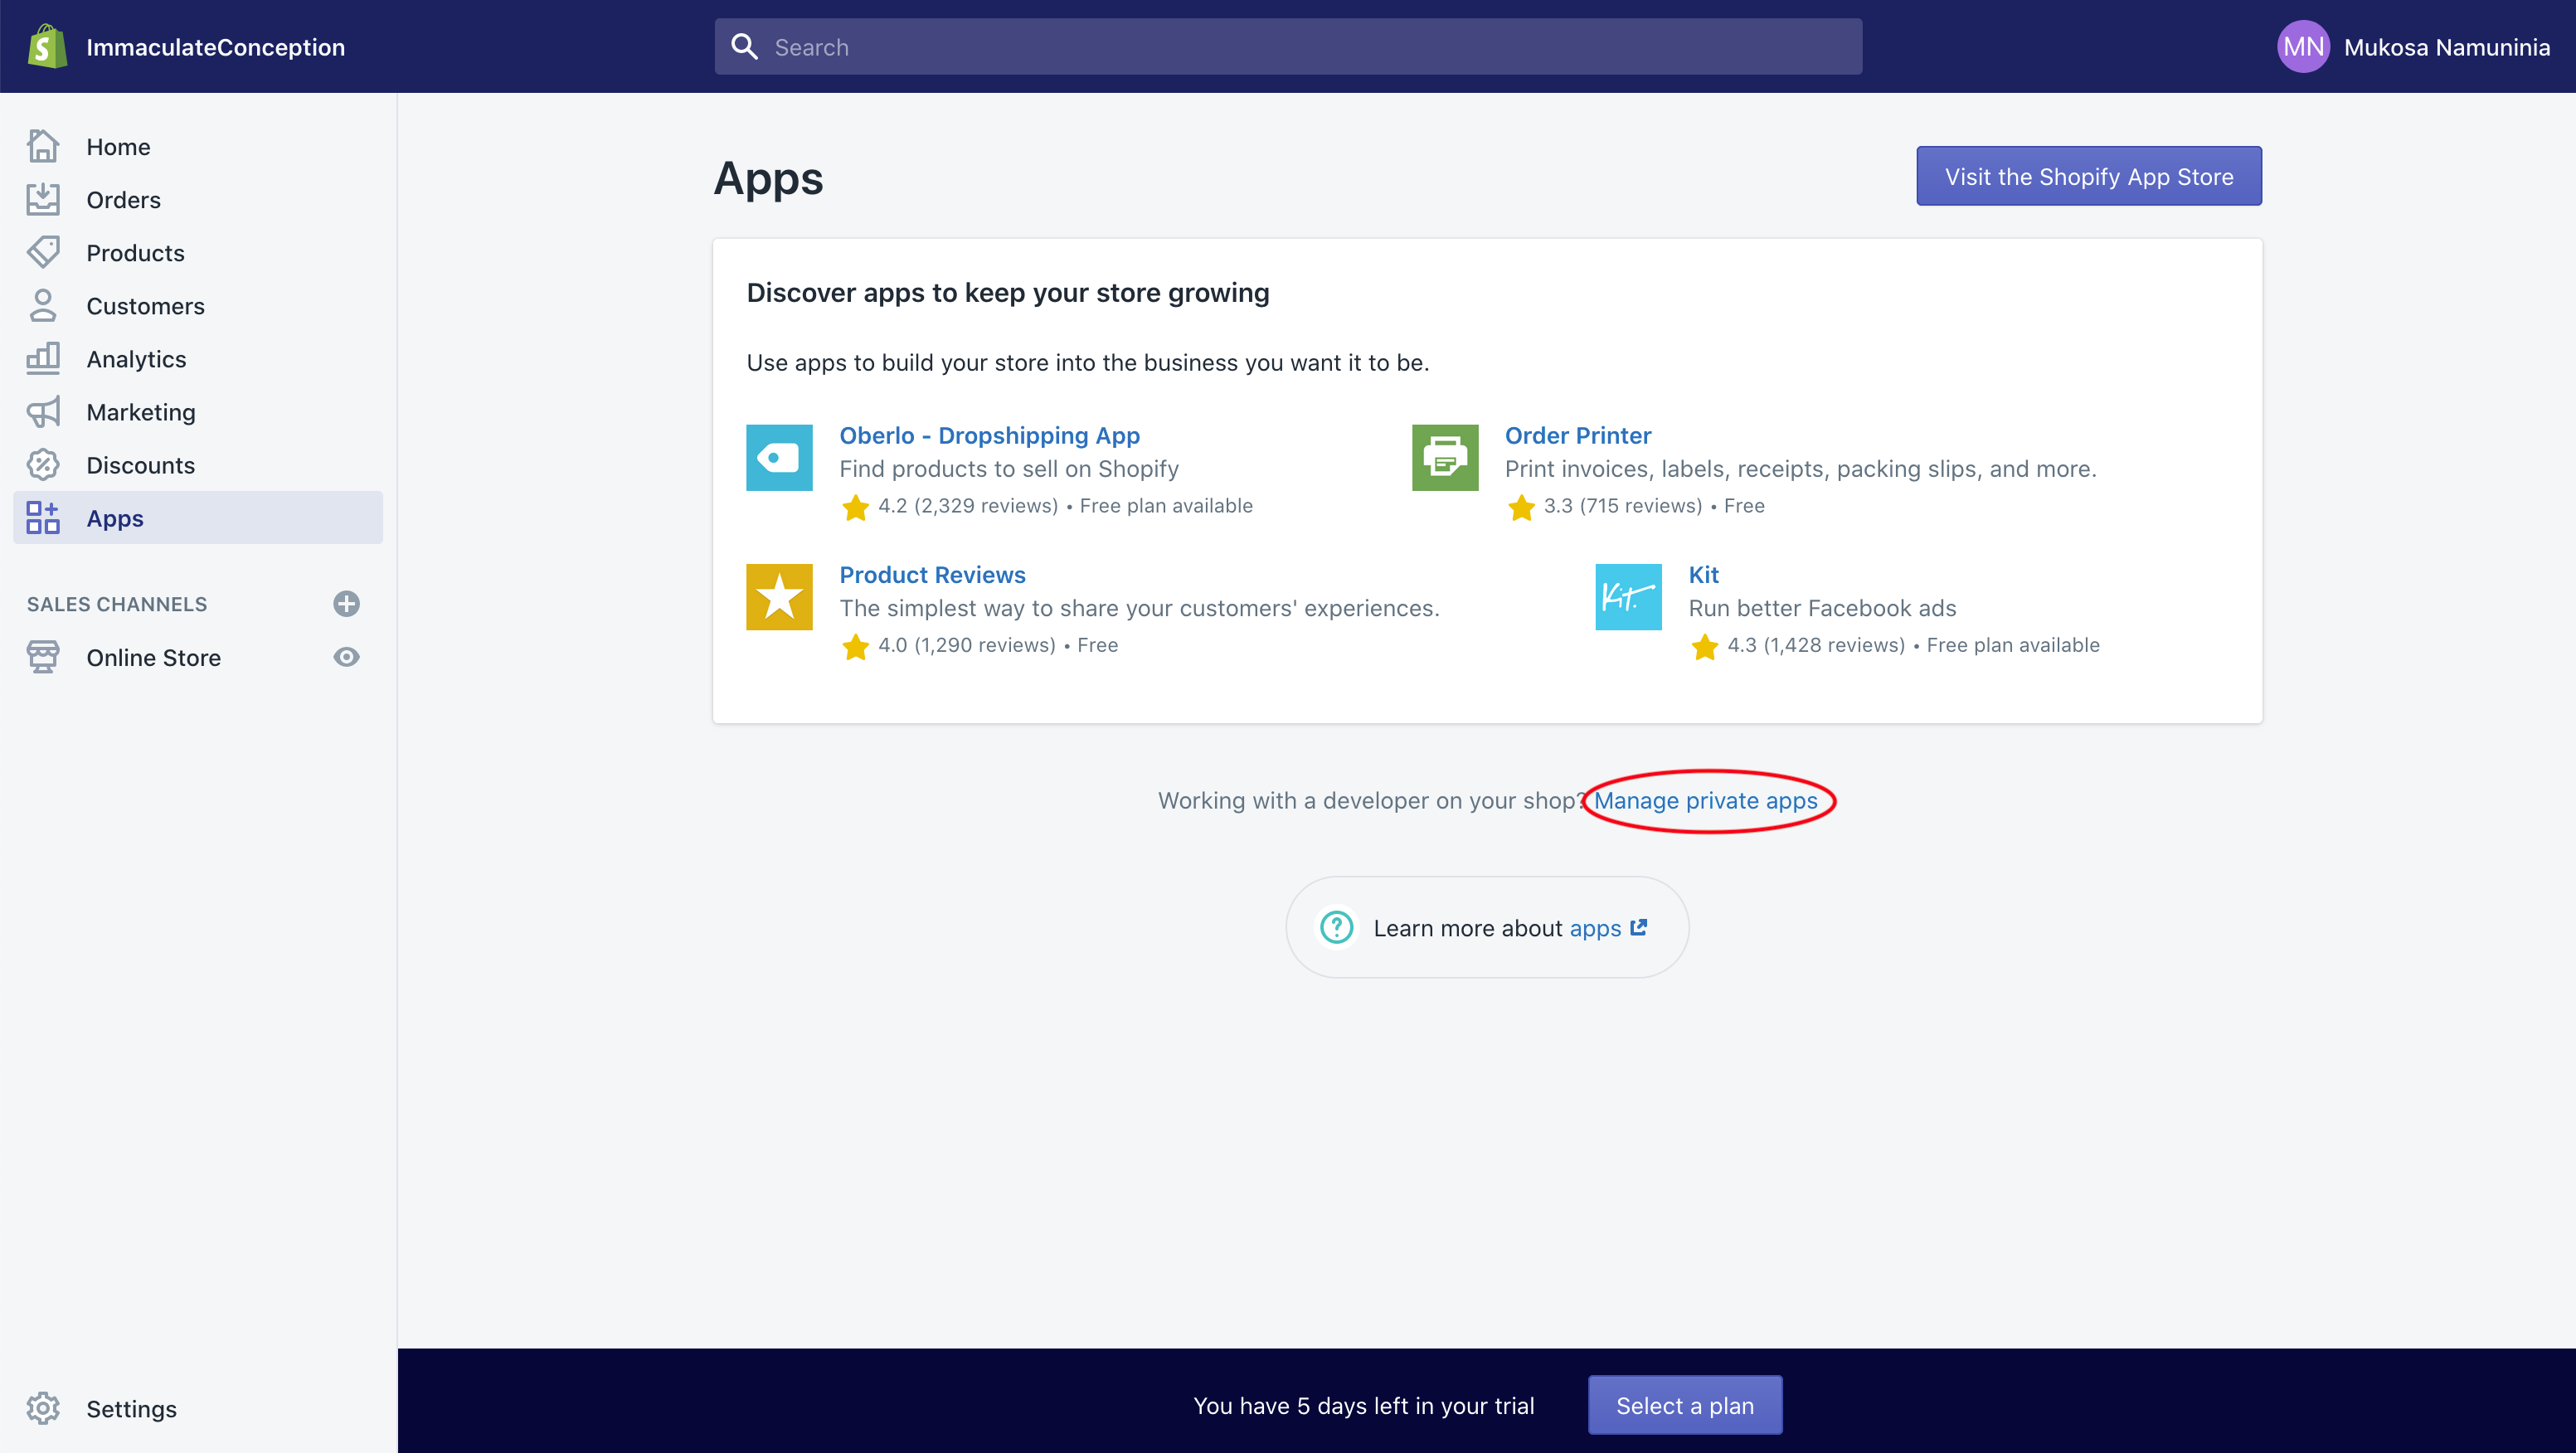 ImmaculateConception
Search
MN Mukosa Namuninia
Home
Orders
Products
Customers
Analytics
Marketing
Discounts
Apps
SALES CHANNELS
Online Store
Settings
Apps
Visit the Shopify App Store
Discover apps to keep your store growing
Use apps to build your store into the business you want it to be.
Oberlo - Dropshipping App
Find products to sell on Shopify
4.2 (2,329 reviews) • Free plan available
Order Printer
Print invoices, labels, receipts, packing slips, and more.
3.3 (715 reviews) • Free
Product Reviews
The simplest way to share your customers' experiences.
4.0 (1,290 reviews) • Free
Kit.
Kit
Run better Facebook ads
4.3 (1,428 reviews) • Free plan available
Working with a developer on your shop? Manage private apps
Learn more about apps
You have 5 days left in your trial
Select a plan